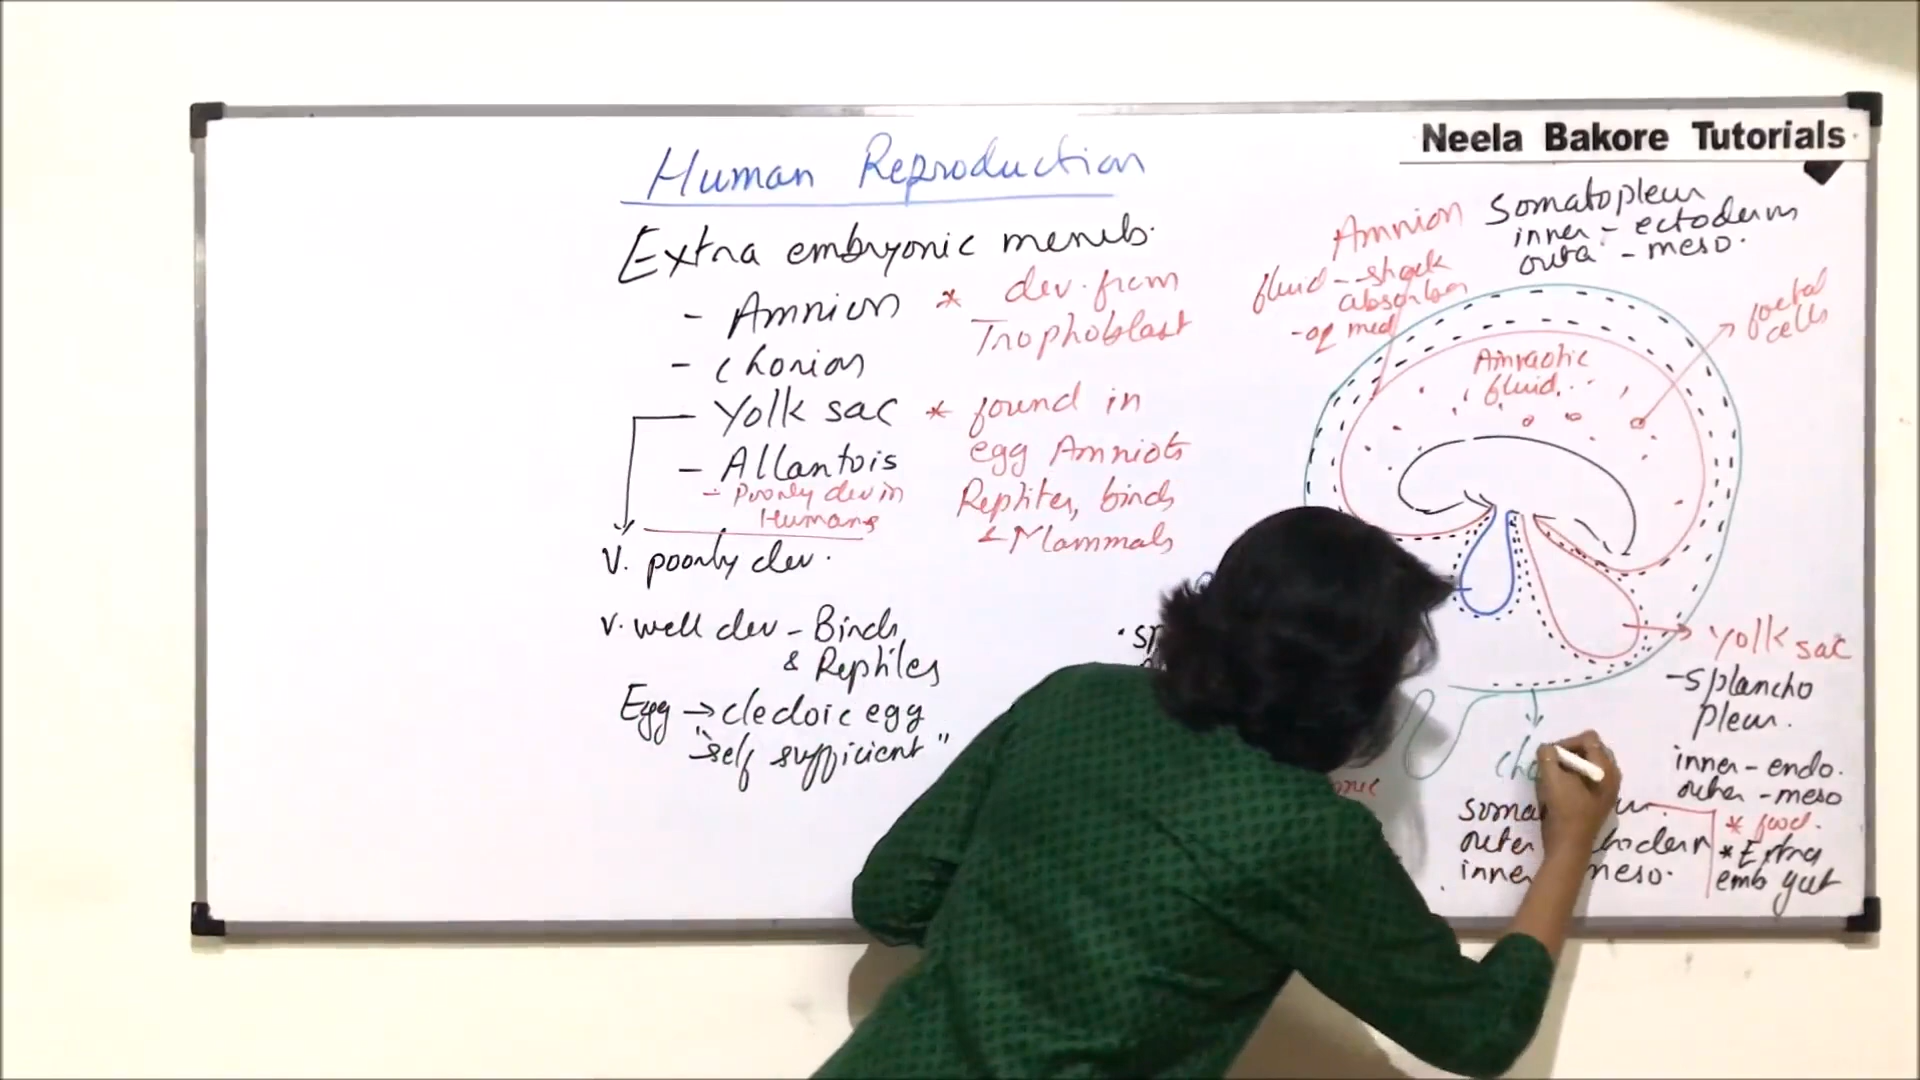 Neela Bakore Tutorials
Human Reproduction
Extra embryonic memb.
- Amnion * dev. from
Trophoblast
- chorion
Yolk sac * found in
egg Amniots
Reptiles, birds
& Mammals
- Allantois
- Poorly dev in
Humans
V. poorly dev.
v. well dev - Birds
& Reptiles
Egg → cledoic egg
"self sufficient"
Amnion
fluid - shock
absorber
Somatopleur
inner - ectoderm
outer - meso.
foetal
cells
Amniotic
fluid
Yolk sac
- Splancho
pleur.
inner - endo.
outer - meso
* food.
* Extra
emb gut
outer
inner meso.